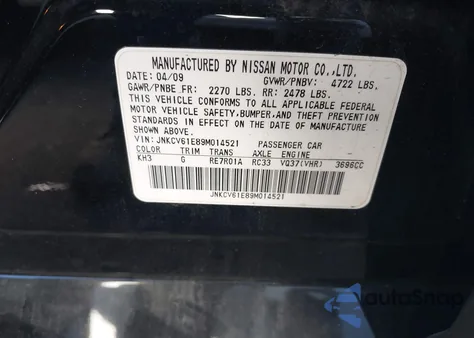 MANUFACTURED BY NISSAN MOTOR CO.,LTD.
DATE: 04/09 GVWR/PNBV: 4722 LBS.
GAWR/PNBE FR: 2270 LBS. RR: 2478 LBS.
THIS VEHICLE CONFORMS TO ALL APPLICABLE FEDERAL
MOTOR VEHICLE SAFETY,BUMPER,AND THEFT PREVENTION
STANDARDS IN EFFECT ON DATE OF MANUFACTURE
SHOWN ABOVE.
VIN: JNKCV61E89M014521 PASSENGER CAR
COLOR TRIM TRANS AXLE ENGINE
KH3 G RE7R01A RC33 VQ37(VHR) 3696CC
JNKCV61E89M014521
autoSnap